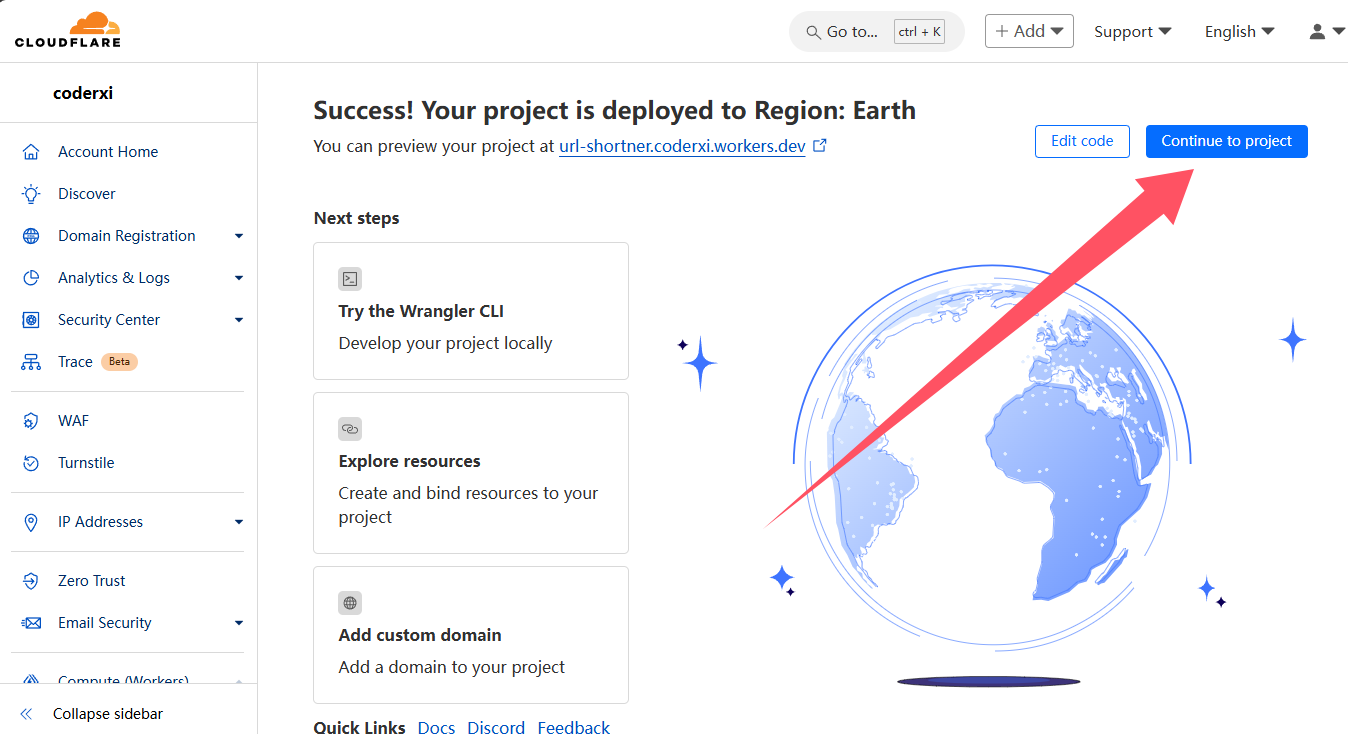 CLOUDFLARE
Go to... ctrl + K
+ Add
Support
English
coderxi
Account Home
Discover
Domain Registration
Analytics & Logs
Security Center
Trace Beta
WAF
Turnstile
IP Addresses
Zero Trust
Email Security
Compute (Workers)
Collapse sidebar
Success! Your project is deployed to Region: Earth
You can preview your project at url-shortner.coderxi.workers.dev
Edit code
Continue to project
Next steps
Try the Wrangler CLI
Develop your project locally
Explore resources
Create and bind resources to your
project
Add custom domain
Add a domain to your project
Quick Links Docs Discord Feedback